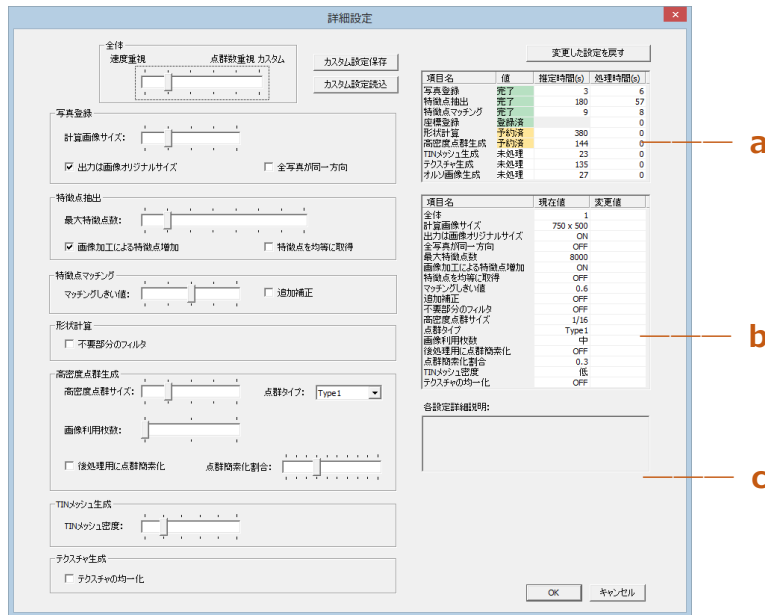 詳細設定
×
全体
速度重視 点群数重視 カスタム
カスタム設定保存
カスタム設定読込
写真登録
計算画像サイズ:
出力は画像オリジナルサイズ 全写真が同一方向
特徴点抽出
最大特徴点数:
画像加工による特徴点増加 特徴点を均等に取得
特徴点マッチング
マッチングしきい値: 追加補正
形状計算
不要部分のフィルタ
高密度点群生成
高密度点群サイズ: 点群タイプ: Type1
画像利用枚数:
後処理用に点群簡素化 点群簡素化割合:
TINメッシュ生成
TINメッシュ密度:
テクスチャ生成
テクスチャの均一化
変更した設定を戻す
項目名 値 推定時間(s) 処理時間(s)
写真登録 完了 3 6
特徴点抽出 完了 180 57
特徴点マッチング 完了 9 8
座標登録 登録済 0
形状計算 予約済 380 0
高密度点群生成 予約済 144 0
TINメッシュ生成 未処理 23 0
テクスチャ生成 未処理 135 0
オルソ画像生成 未処理 27 0
a
項目名 現在値 変更値
全体 1
計算画像サイズ 750 x 500
出力は画像オリジナルサイズ ON
全写真が同一方向 OFF
最大特徴点数 8000
画像加工による特徴点増加 ON
特徴点を均等に取得 OFF
マッチングしきい値 0.6
追加補正 OFF
不要部分のフィルタ OFF
高密度点群サイズ 1/16
点群タイプ Type1
画像利用枚数 中
後処理用に点群簡素化 OFF
点群簡素化割合 0.3
TINメッシュ密度 低
テクスチャの均一化 OFF
b
各設定詳細説明:
c
OK キャンセル